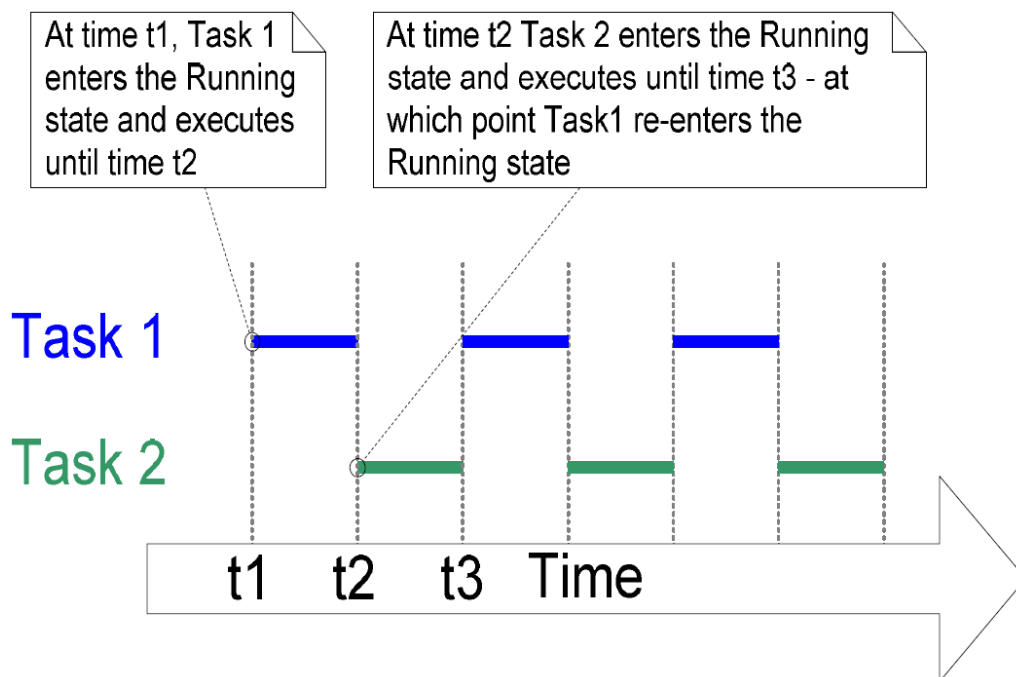 At time t1, Task 1
enters the Running
state and executes
until time t2
At time t2 Task 2 enters the Running
state and executes until time t3 - at
which point Task1 re-enters the
Running state
Task 1
Task 2
t1 t2 t3 Time